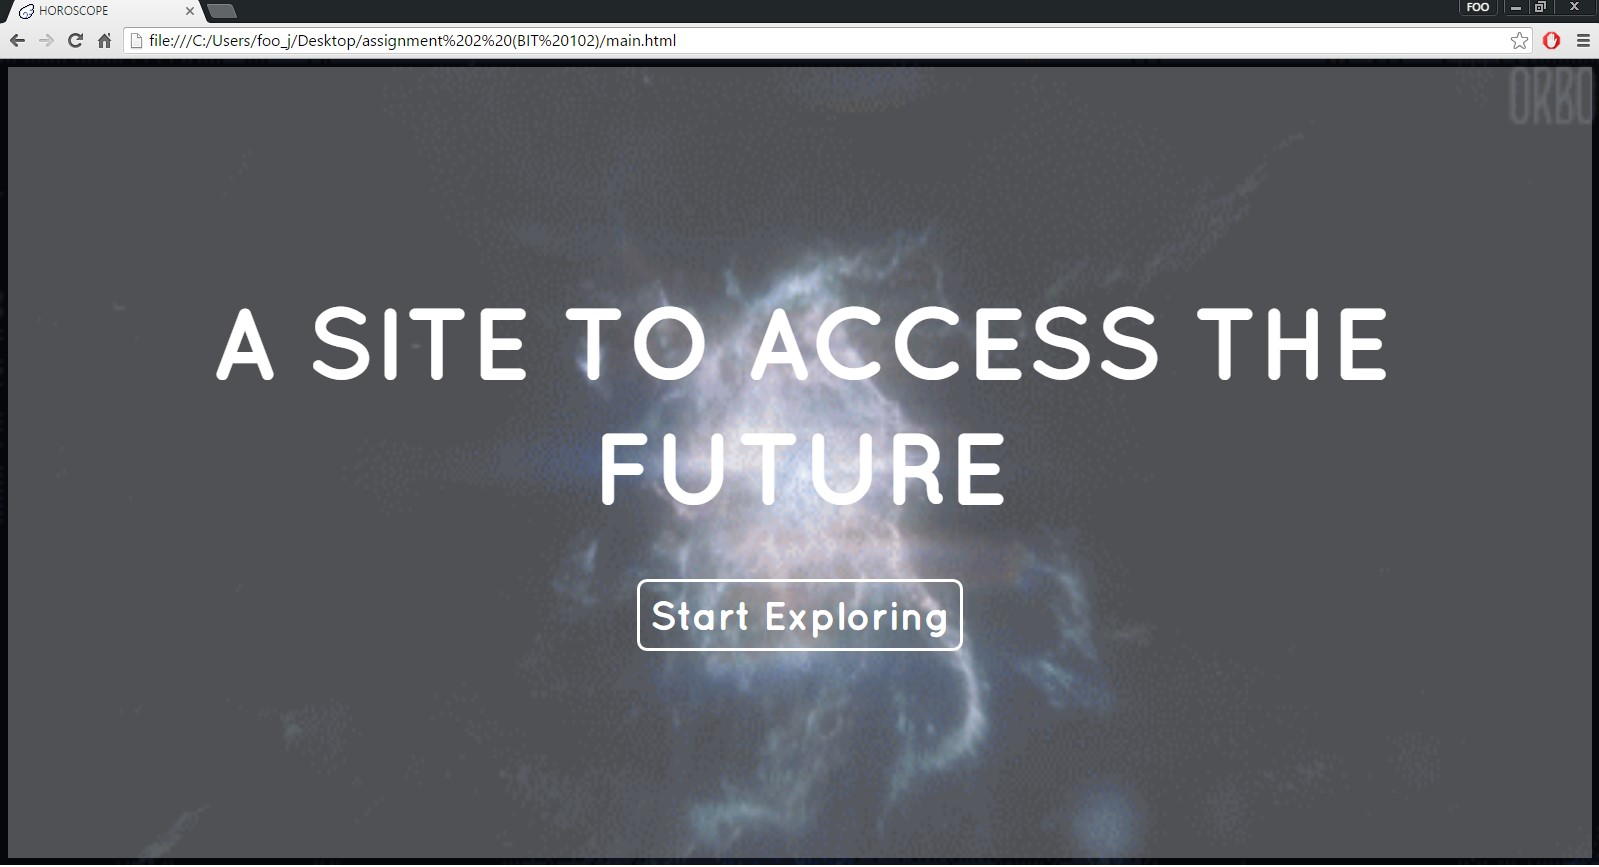 HOROSCOPE
FOO
file:///C:/Users/foo_j/Desktop/assignment%202%20(BIT%20102)/main.html
ORBO
A SITE TO ACCESS THE
FUTURE
Start Exploring